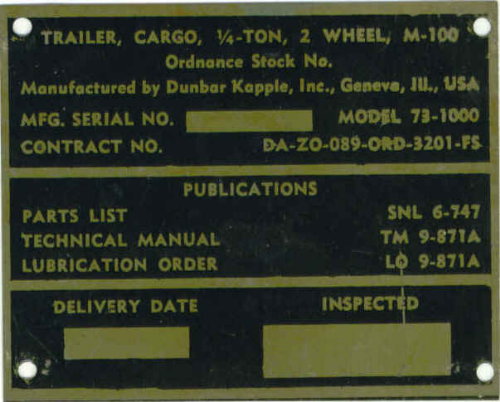 TRAILER, CARGO, ¼-TON, 2 WHEEL, M-100
Ordnance Stock No.
Manufactured by Dunbar Kapple, Inc., Geneva, Ill., USA
MFG. SERIAL NO. MODEL 73-1000
CONTRACT NO. DA-ZO-089-ORD-3201-FS
PUBLICATIONS
PARTS LIST SNL 6-747
TECHNICAL MANUAL TM 9-871A
LUBRICATION ORDER LO 9-871A
DELIVERY DATE INSPECTED